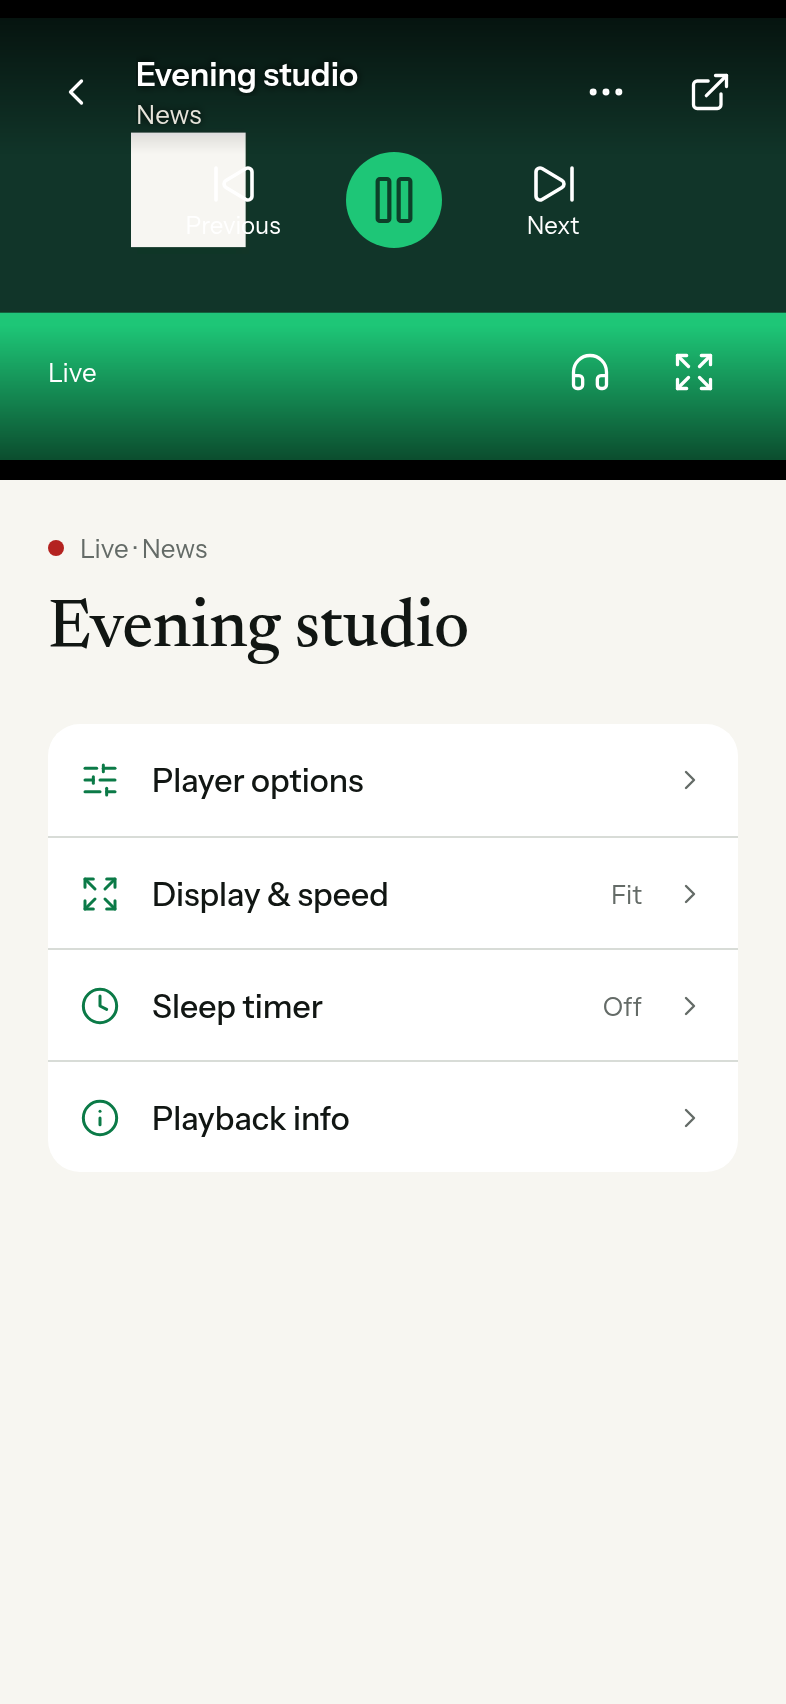 Evening studio
News
Previous
Next
Live
Live · News
Evening studio
Player options
Display & speed
Fit
Sleep timer
Off
Playback info